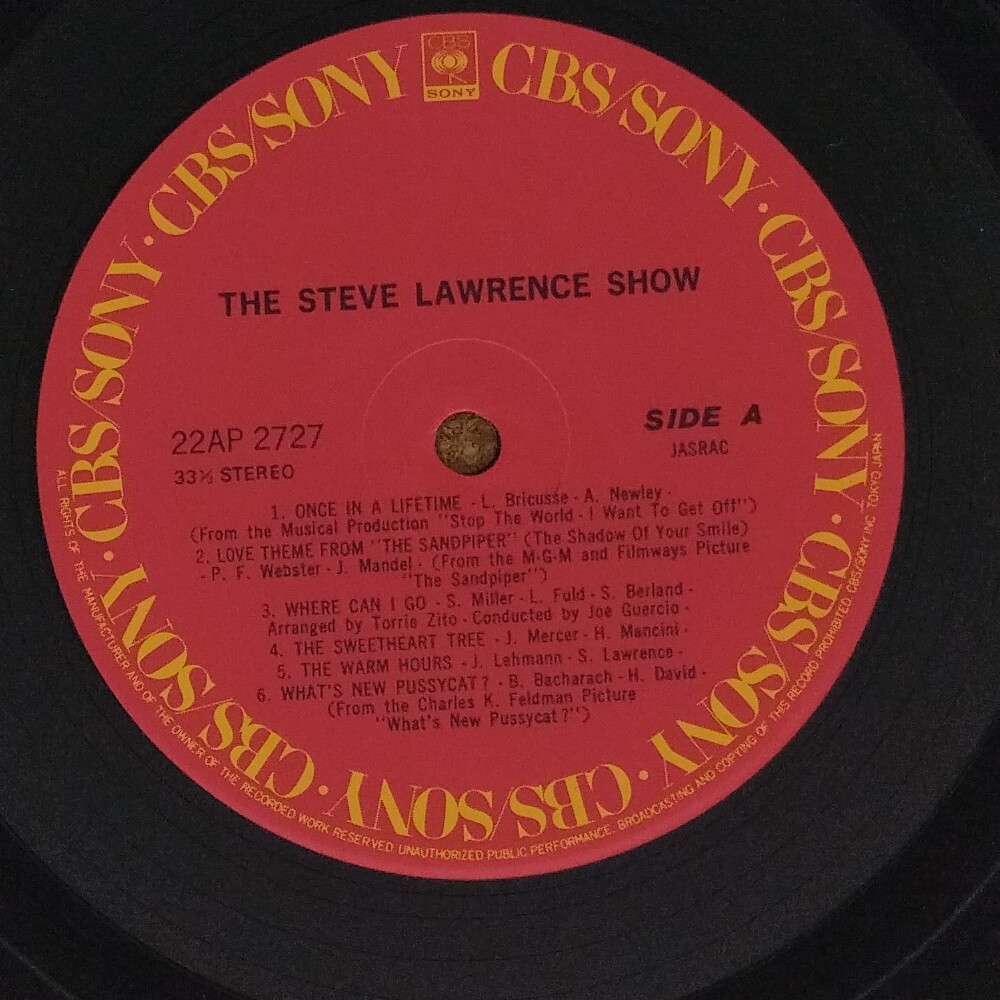 CBS
SONY
CBS/SONY · CBS/SONY · CBS/SONY · CBS/SONY · CBS/SONY · CBS/SONY · CBS/SONY · CBS/SONY
THE STEVE LAWRENCE SHOW
22AP 2727
SIDE A
33⅓ STEREO
JASRAC
1. ONCE IN A LIFETIME - L. Bricusse - A. Newley -
(From the Musical Production "Stop The World - I Want To Get Off")
2. LOVE THEME FROM "THE SANDPIPER" (The Shadow Of Your Smile)
- P. F. Webster - J. Mandel - (From the M-G-M and Filmways Picture
"The Sandpiper")
3. WHERE CAN I GO - S. Miller - L. Fuld - S. Berland -
Arranged by Torrie Zito - Conducted by Joe Guercio -
4. THE SWEETHEART TREE - J. Mercer - H. Mancini -
5. THE WARM HOURS - J. Lehmann - S. Lawrence -
6. WHAT'S NEW PUSSYCAT? - B. Bacharach - H. David -
(From the Charles K. Feldman Picture
"What's New Pussycat?")
ALL RIGHTS OF THE MANUFACTURER AND OF THE OWNER OF THE RECORDED WORK RESERVED UNAUTHORIZED PUBLIC PERFORMANCE. BROADCASTING AND COPYING OF THIS RECORD PROHIBITED. CBS/SONY INC. TOKYO JAPAN